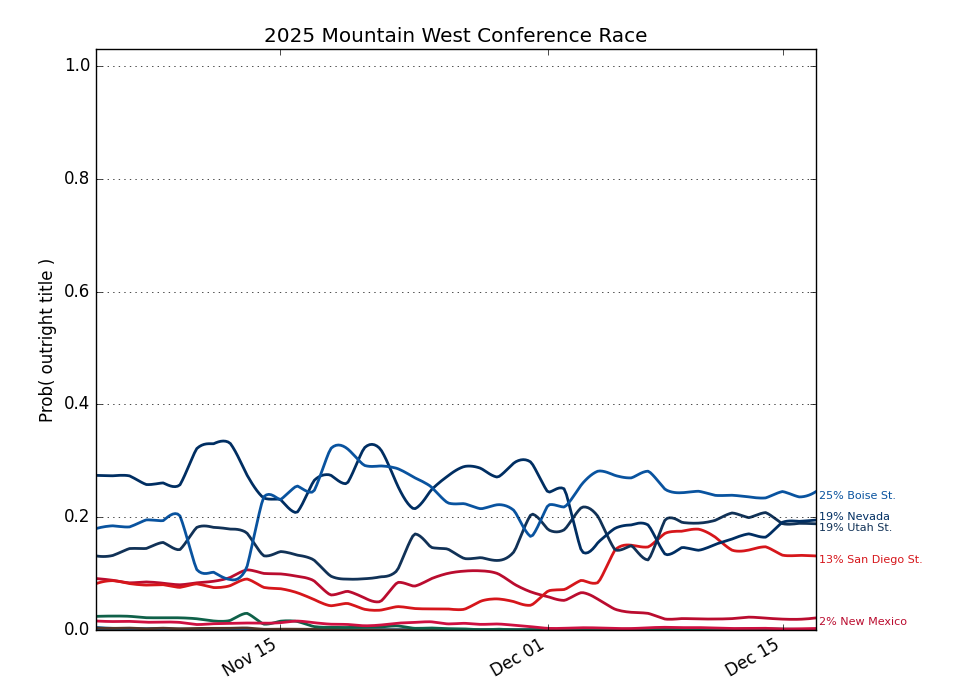 2025 Mountain West Conference Race
Prob( outright title )
1.0
0.8
0.6
0.4
0.2
0.0
25% Boise St.
19% Nevada
19% Utah St.
13% San Diego St.
2% New Mexico
Nov 15
Dec 01
Dec 15